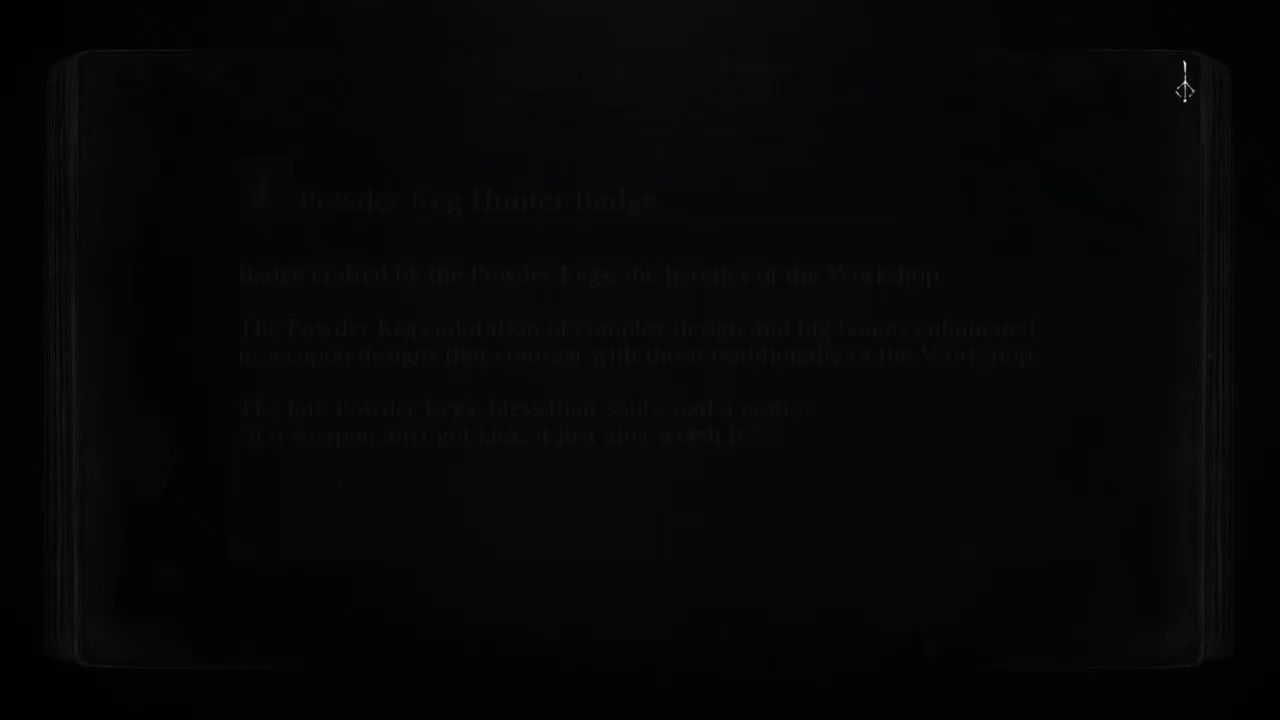 Powder Keg Hunter Badge
Badge crafted by the Powder Kegs, the heretics of the Workshop.
The Powder Kegs adoration of complex design and big booms culminated
in weapon designs that contrast with those traditionally of the Workshop.
The late Powder Kegs, bless their souls, had a motto:
"If a weapon ain't got kick, it just ain't worth it."